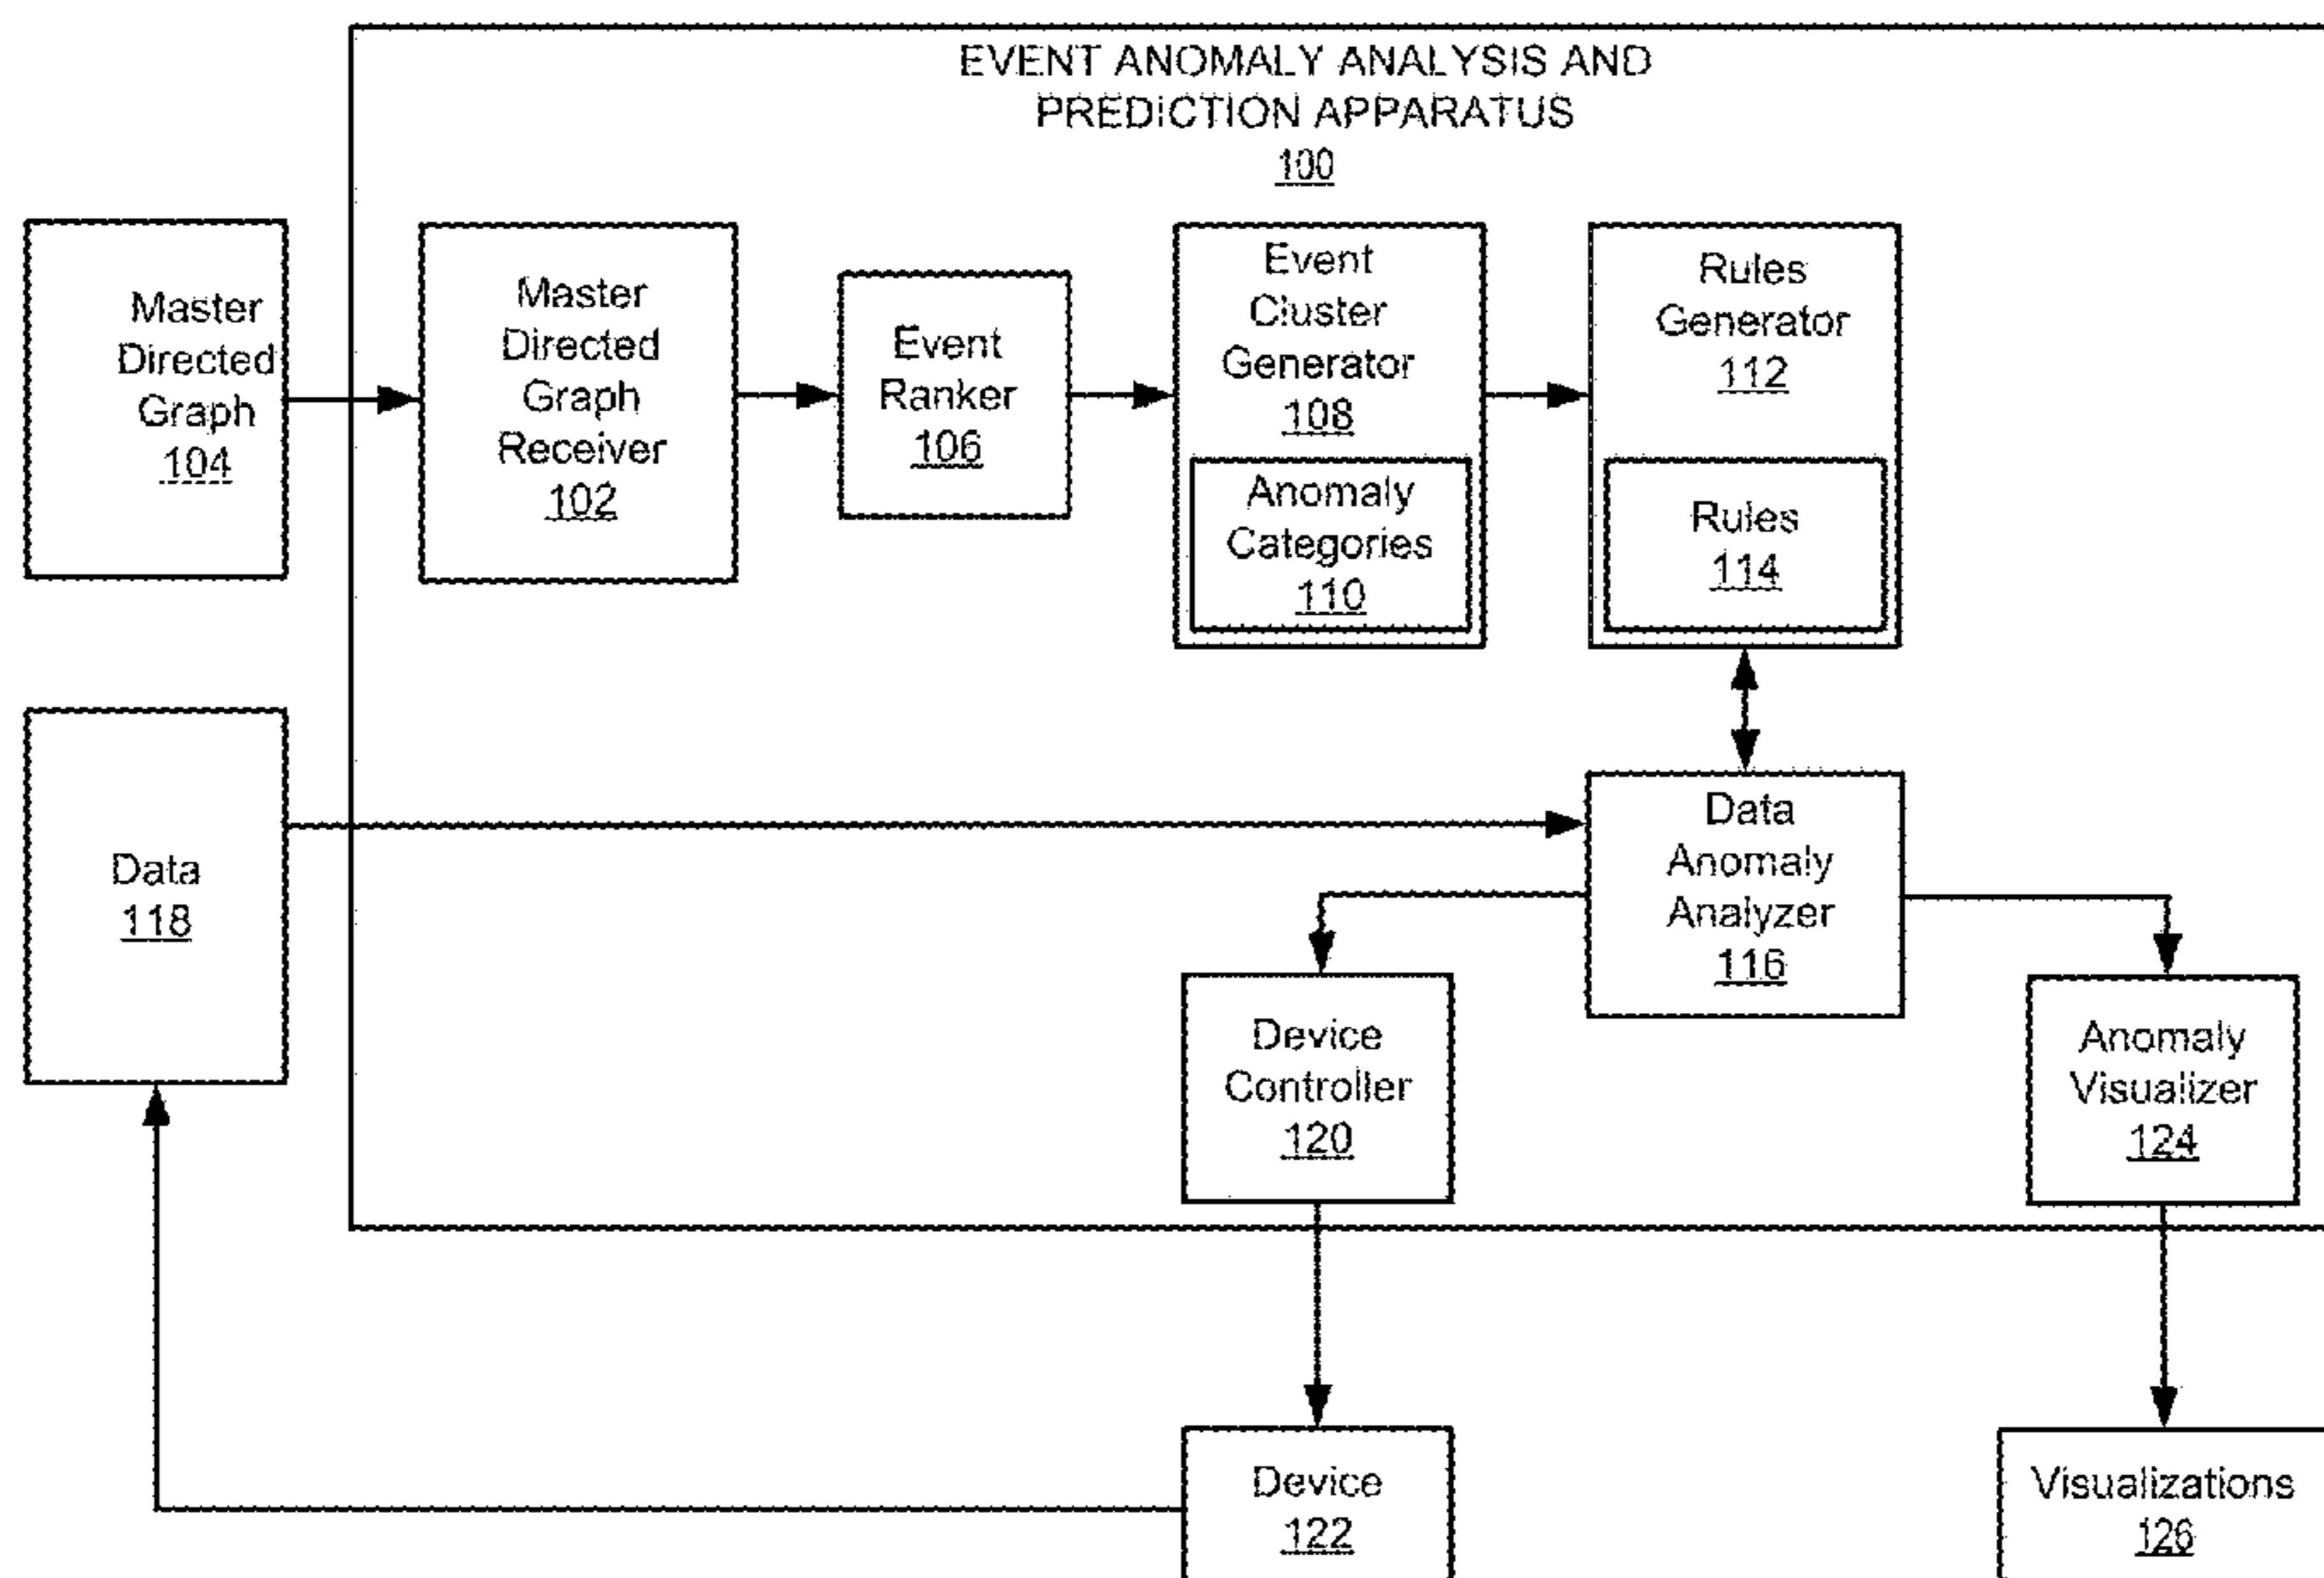 EVENT ANOMALY ANALYSIS AND
PREDICTION APPARATUS
100
Master
Directed
Graph
104
Master
Directed
Graph
Receiver
102
Event
Ranker
106
Event
Cluster
Generator
108
Anomaly
Categories
110
Rules
Generator
112
Rules
114
Data
118
Data
Anomaly
Analyzer
116
Device
Controller
120
Anomaly
Visualizer
124
Device
122
Visualizations
126